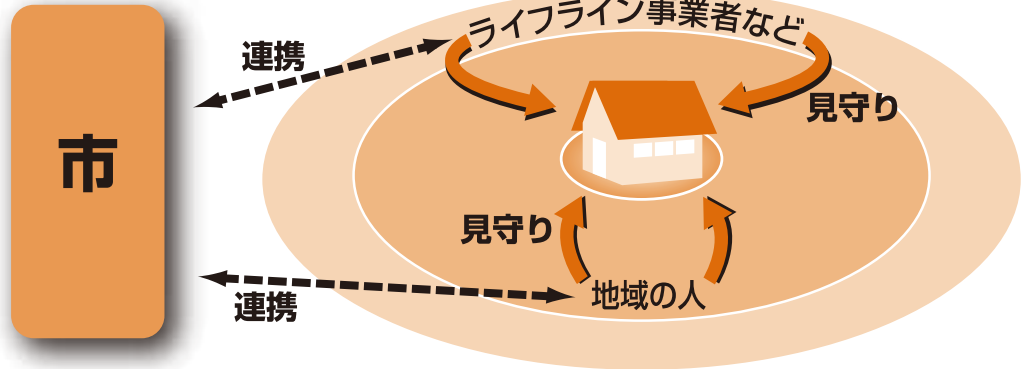 ライフライン事業者など
連携
見守り
市
見守り
連携
地域の人